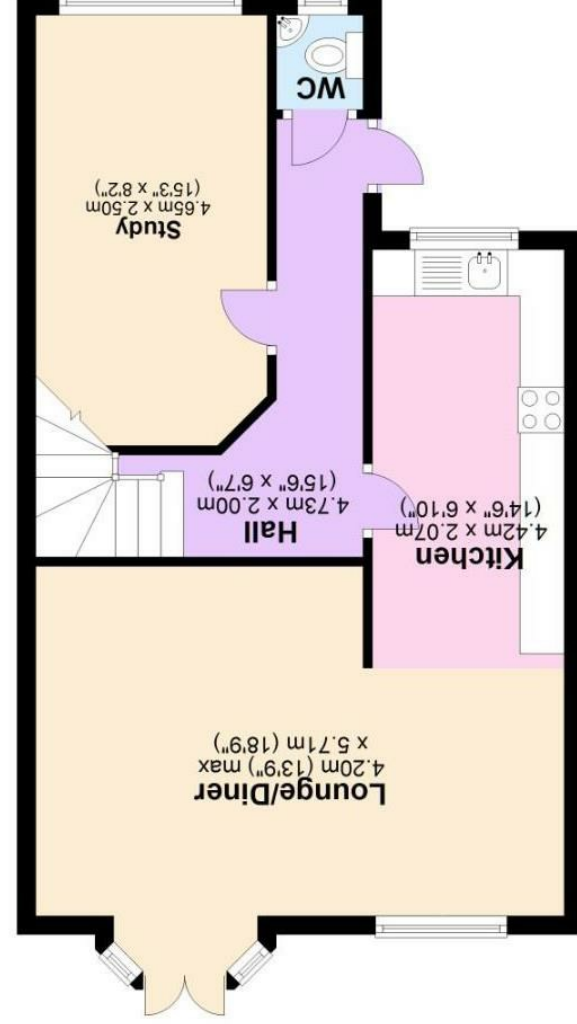 Lounge/Diner
4.20m (13'9") max
x 5.71m (18'9")
Kitchen
4.42m x 2.07m
(14'6" x 6'10")
Hall
4.73m x 2.00m
(15'6" x 6'7")
Study
4.65m x 2.50m
(15'3" x 8'2")
WC